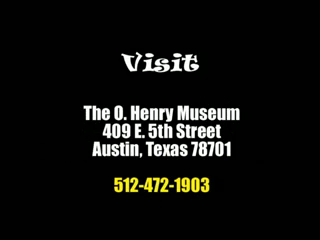 Visit
The O. Henry Museum
409 E. 5th Street
Austin, Texas 78701
512-472-1903